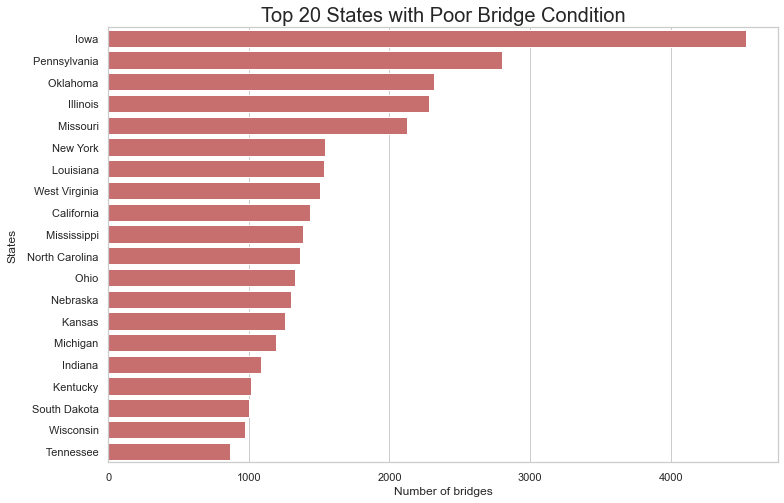 Top 20 States with Poor Bridge Condition
States
Iowa
Pennsylvania
Oklahoma
Illinois
Missouri
New York
Louisiana
West Virginia
California
Mississippi
North Carolina
Ohio
Nebraska
Kansas
Michigan
Indiana
Kentucky
South Dakota
Wisconsin
Tennessee
0 1000 2000 3000 4000
Number of bridges